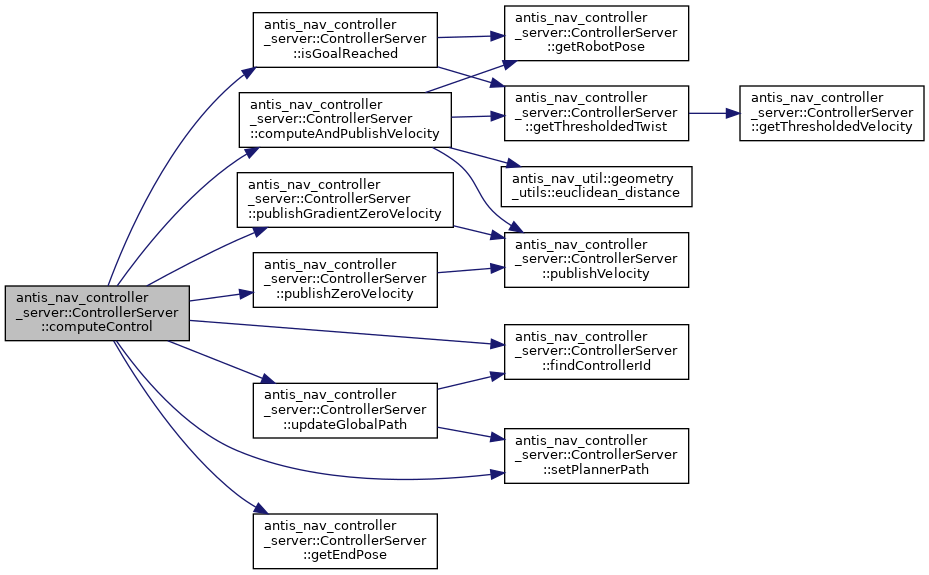 antis_nav_controller
_server::ControllerServer
::computeControl
antis_nav_controller
_server::ControllerServer
::isGoalReached
antis_nav_controller
_server::ControllerServer
::computeAndPublishVelocity
antis_nav_controller
_server::ControllerServer
::publishGradientZeroVelocity
antis_nav_controller
_server::ControllerServer
::publishZeroVelocity
antis_nav_controller
_server::ControllerServer
::updateGlobalPath
antis_nav_controller
_server::ControllerServer
::getEndPose
antis_nav_controller
_server::ControllerServer
::getRobotPose
antis_nav_controller
_server::ControllerServer
::getThresholdedTwist
antis_nav_util::geometry
_utils::euclidean_distance
antis_nav_controller
_server::ControllerServer
::publishVelocity
antis_nav_controller
_server::ControllerServer
::findControllerId
antis_nav_controller
_server::ControllerServer
::setPlannerPath
antis_nav_controller
_server::ControllerServer
::getThresholdedVelocity